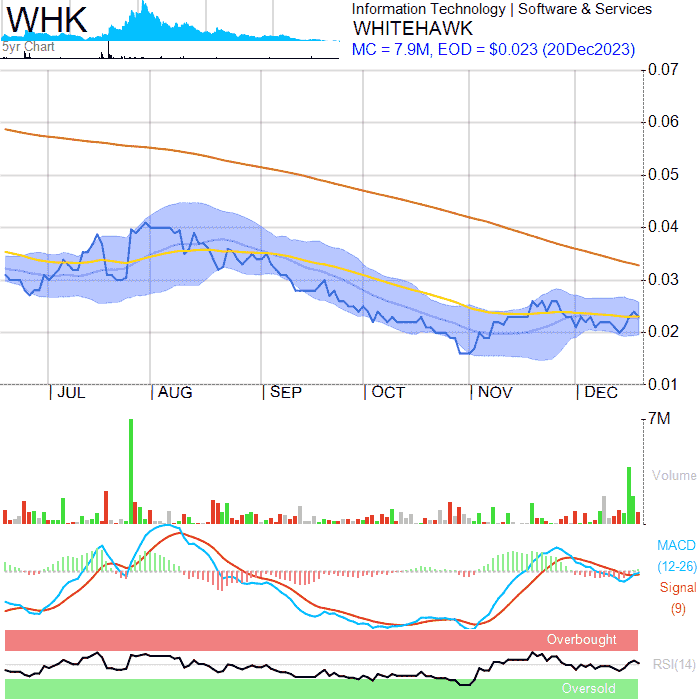 WHK
5yr Chart
Information Technology | Software & Services
WHITEHAWK
MC = 7.9M, EOD = $0.023 (20Dec2023)
0.07
0.06
0.05
0.04
0.03
0.02
0.01
JUL
AUG
SEP
OCT
NOV
DEC
7M
Volume
MACD
(12-26)
Signal
(9)
Overbought
RSI(14)
Oversold